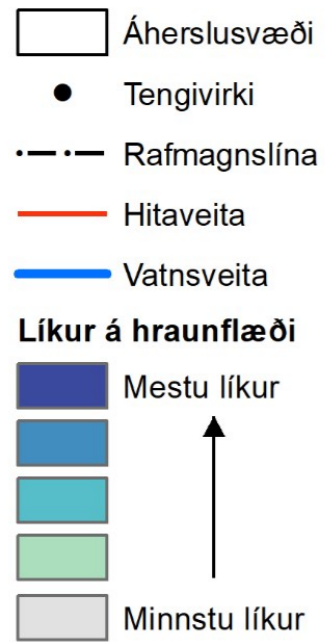 Áherslusvæði
Tengivirki
Rafmagnslína
Hitaveita
Vatnsveita
Líkur á hraunflæði
Mestu líkur
Minnstu líkur